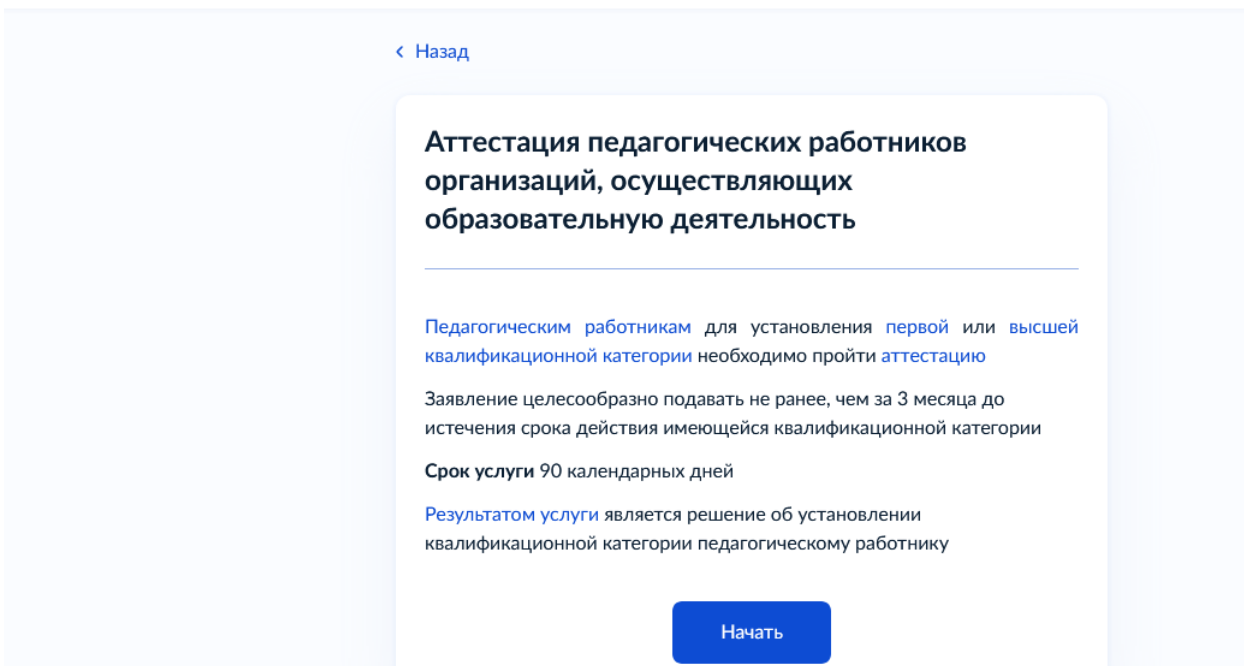 Назад
Аттестация педагогических работников
организаций, осуществляющих
образовательную деятельность
Педагогическим работникам для установления первой или высшей
квалификационной категории необходимо пройти аттестацию
Заявление целесообразно подавать не ранее, чем за 3 месяца до
истечения срока действия имеющейся квалификационной категории
Срок услуги 90 календарных дней
Результатом услуги является решение об установлении
квалификационной категории педагогическому работнику
Начать